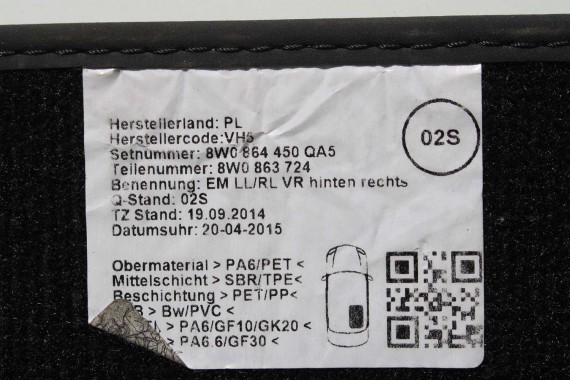 Herstellerland: PL
Herstellercode: VH5
02S
Setnummer: 8W0 864 450 QA5
Teilenummer: 8W0 863 724
Benennung: EM LL/RL VR hinten rechts
Q-Stand: 02S
TZ Stand: 19.09.2014
Datumsuhr: 20-04-2015
Obermaterial > PA6/PET <
Mittelschicht > SBR/TPE <
Beschichtung > PET/PP <
> Bw/PVC <
> PA6/GF10/GK20 <
> PA6.6/GF30 <